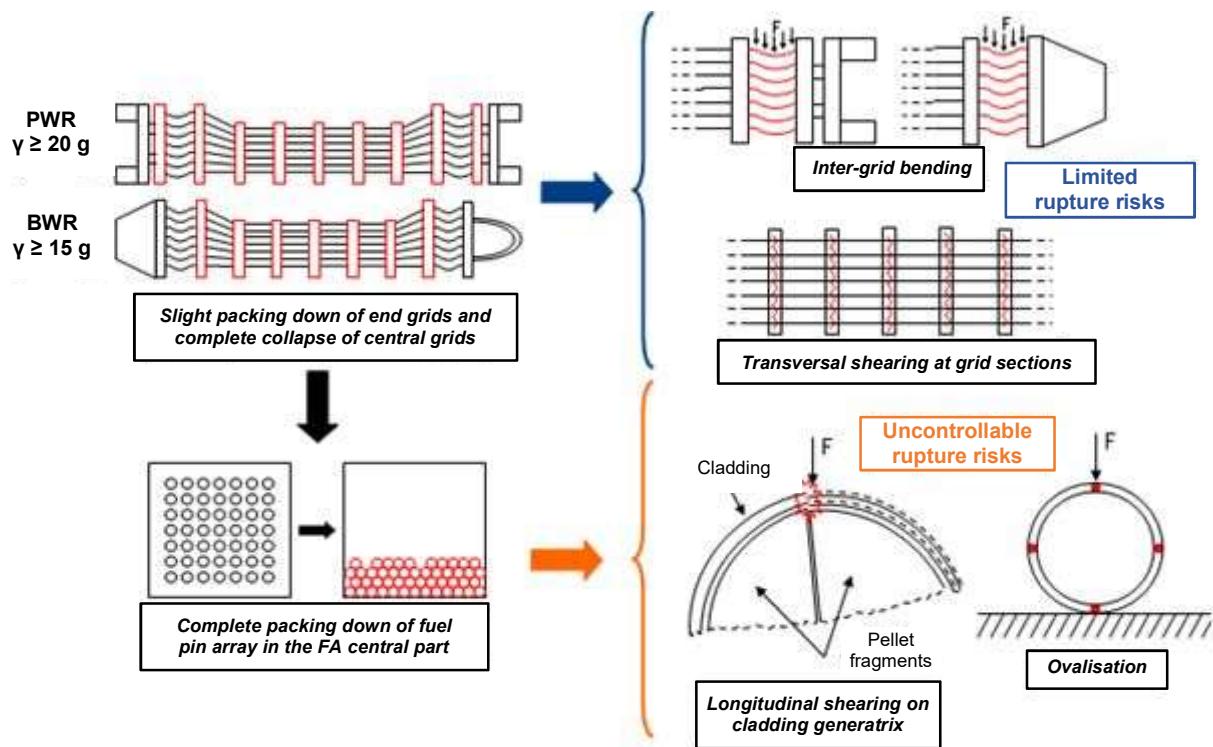 PWR
γ ≥ 20 g
BWR
γ ≥ 15 g
Slight packing down of end grids and
complete collapse of central grids
F
F
Inter-grid bending
Limited
rupture risks
Transversal shearing at grid sections
Complete packing down of fuel
pin array in the FA central part
Uncontrollable
rupture risks
F
F
Cladding
Pellet
fragments
Ovalisation
Longitudinal shearing on
cladding generatrix